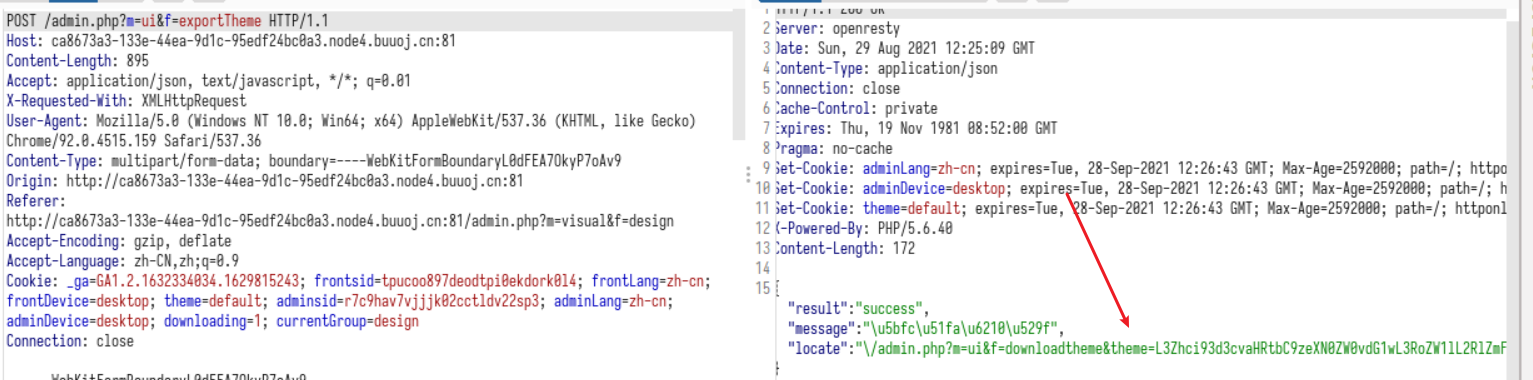 POST /admin.php?m=ui&f=exportTheme HTTP/1.1
Host: ca8673a3-133e-44ea-9d1c-95edf24bc0a3.node4.buuoj.cn:81
Content-Length: 895
Accept: application/json, text/javascript, */*; q=0.01
X-Requested-With: XMLHttpRequest
User-Agent: Mozilla/5.0 (Windows NT 10.0; Win64; x64) AppleWebKit/537.36 (KHTML, like Gecko)
Chrome/92.0.4515.159 Safari/537.36
Content-Type: multipart/form-data; boundary=----WebKitFormBoundaryL0dFEA7OkyP7oAv9
Origin: http://ca8673a3-133e-44ea-9d1c-95edf24bc0a3.node4.buuoj.cn:81
Referer:
http://ca8673a3-133e-44ea-9d1c-95edf24bc0a3.node4.buuoj.cn:81/admin.php?m=visual&f=design
Accept-Encoding: gzip, deflate
Accept-Language: zh-CN,zh;q=0.9
Cookie: _ga=GA1.2.1632334034.1629815243; frontsid=tpucoo897deodtpi0ekdork0l4; frontLang=zh-cn;
frontDevice=desktop; theme=default; adminsid=r7c9hav7vjjjk02cctldv22sp3; adminLang=zh-cn;
adminDevice=desktop; downloading=1; currentGroup=design
Connection: close
WebKitFormBoundaryL0dFEA7OkyP7oAv9
1 HTTP/1.1 200 OK
2 Server: openresty
3 Date: Sun, 29 Aug 2021 12:25:09 GMT
4 Content-Type: application/json
5 Connection: close
6 Cache-Control: private
7 Expires: Thu, 19 Nov 1981 08:52:00 GMT
8 Pragma: no-cache
9 Set-Cookie: adminLang=zh-cn; expires=Tue, 28-Sep-2021 12:26:43 GMT; Max-Age=2592000; path=/; httpo
10 Set-Cookie: adminDevice=desktop; expires=Tue, 28-Sep-2021 12:26:43 GMT; Max-Age=2592000; path=/; h
11 Set-Cookie: theme=default; expires=Tue, 28-Sep-2021 12:26:43 GMT; Max-Age=2592000; path=/; httponl
12 X-Powered-By: PHP/5.6.40
13 Content-Length: 172
14
15 {
"result":"success",
"message":"\u5bfc\u51fa\u6210\u529f",
"locate":"\/admin.php?m=ui&f=downloadtheme&theme=L3Zhci93d3cvaHRtbC9zeXN0ZW0vdG1wL3RoZW1lL2RlZmF
}